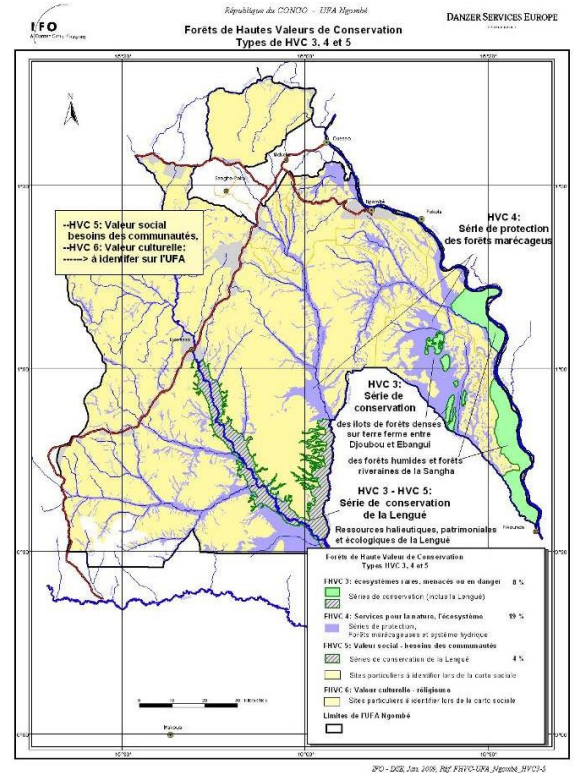 IFO
République du CONGO - UFA Ngombé
DANZER SERVICES EUROPE
Forêts de Hautes Valeurs de Conservation
Types de HVC 3, 4 et 5
Ouesso
Ngombé
Pokola
--HVC 5: Valeur social
besoins des communautés,
--HVC 6: Valeur culturelle:
-----> à identifer sur l'UFA
HVC 4:
Série de protection
des forêts marécageus
HVC 3:
Série de
conservation
des ilots de forêts denses
sur terre ferme entre
Djoubou et Ebangui
des forêts humides et forêts
riveraines de la Sangha
HVC 3 - HVC 5:
Série de conservation
de la Lengué
Ressources halieutiques, patrimoniales
et écologiques de la Lengué
Makoua
Forêts de Haute Valeur de Conservation
Types HVC 3, 4 et 5
FHVC 3: écosystèmes rares, menacés ou en danger 8 %
Séries de conservation (inclus la Lengué)
FHVC 4: Services pour la nature, l'écosystème 19 %
Séries de protection,
Forêts marécageuses et système hydrique
FHVC 5: Valeur social - besoins des communautés
Séries de conservation de la Lengué 4 %
Sites particuliers à identifier lors de la carte sociale
FHVC 6: Valeur culturelle - réligieuse
Sites particuliers à identifier lors de la carte sociale
Limites de l'UFA Ngombé